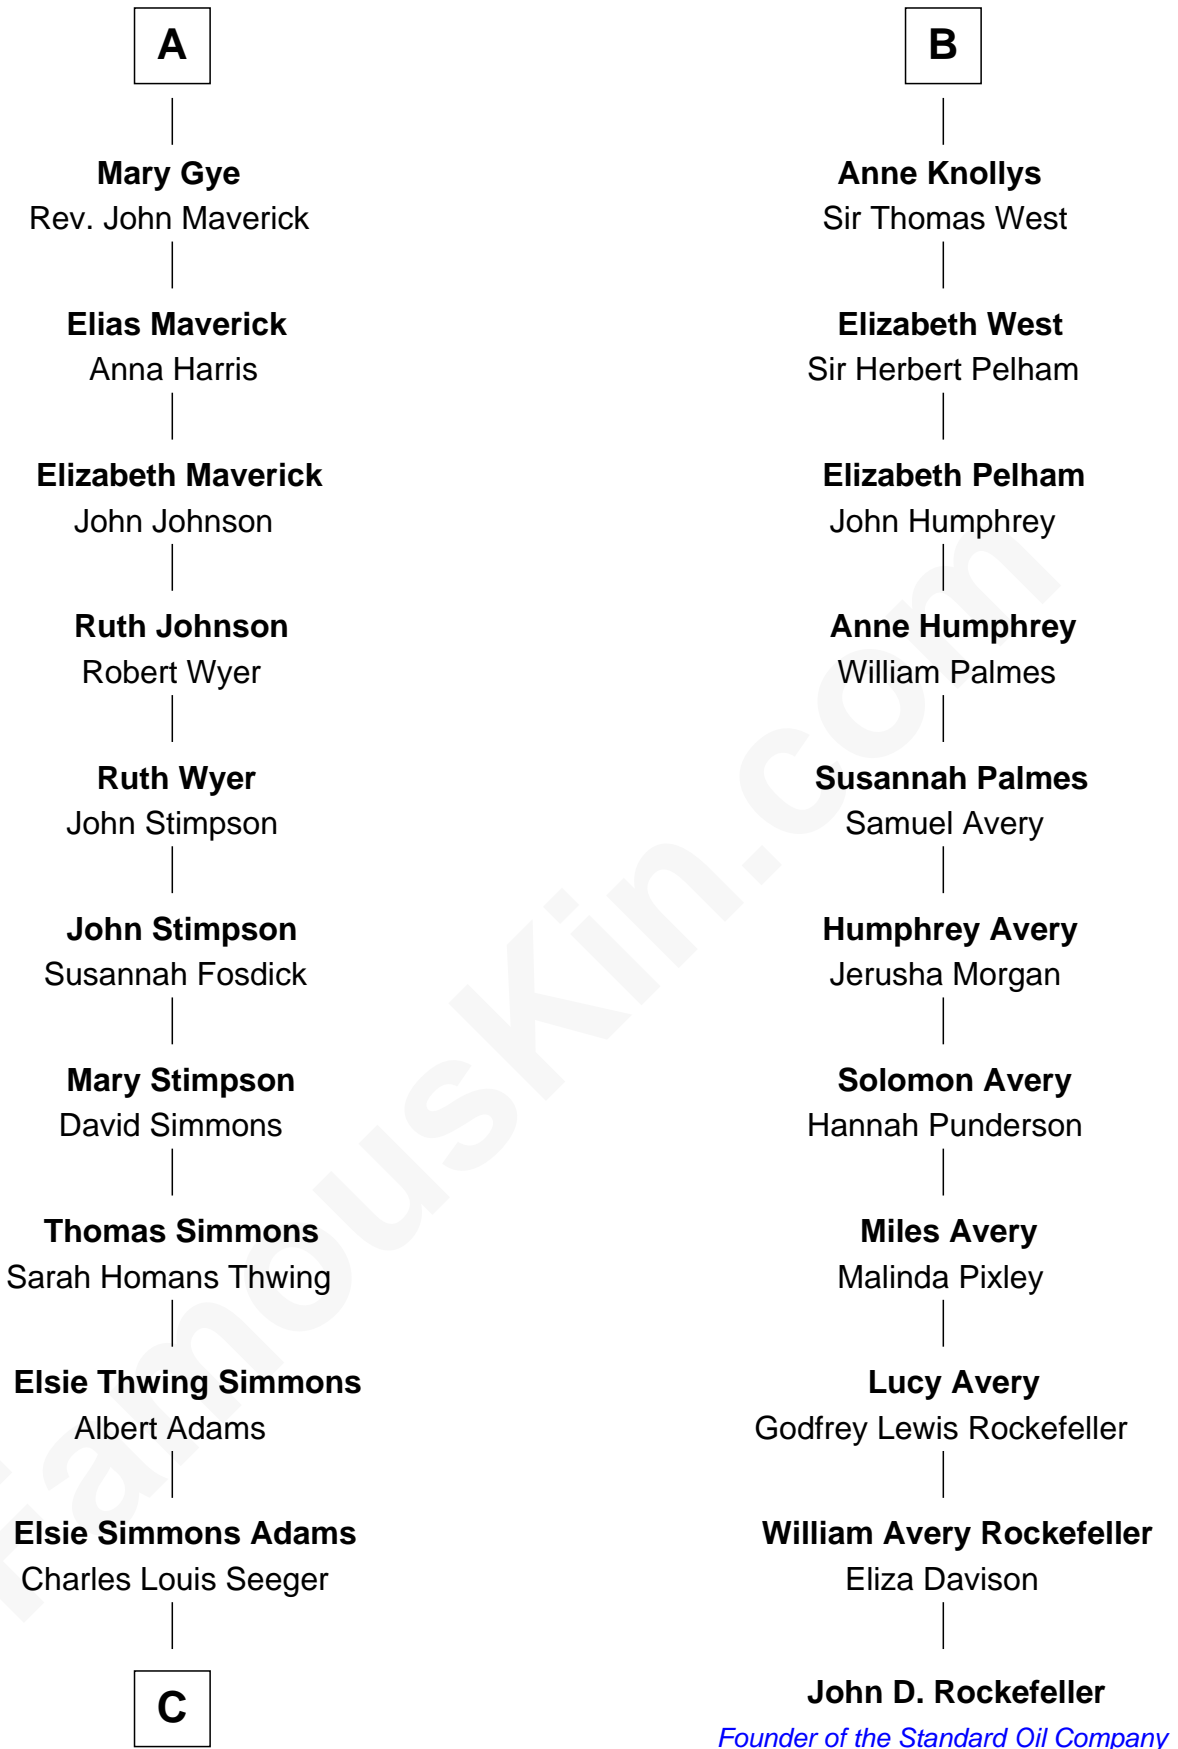 A
Mary Gye
Rev. John Maverick
Elias Maverick
Anna Harris
Elizabeth Maverick
John Johnson
Ruth Johnson
Robert Wyer
Ruth Wyer
John Stimpson
John Stimpson
Susannah Fosdick
Mary Stimpson
David Simmons
Thomas Simmons
Sarah Homans Thwing
Elsie Thwing Simmons
Albert Adams
Elsie Simmons Adams
Charles Louis Seeger
C
B
Anne Knollys
Sir Thomas West
Elizabeth West
Sir Herbert Pelham
Elizabeth Pelham
John Humphrey
Anne Humphrey
William Palmes
Susannah Palmes
Samuel Avery
Humphrey Avery
Jerusha Morgan
Solomon Avery
Hannah Punderson
Miles Avery
Malinda Pixley
Lucy Avery
Godfrey Lewis Rockefeller
William Avery Rockefeller
Eliza Davison
John D. Rockefeller
Founder of the Standard Oil Company
FamousKin.com